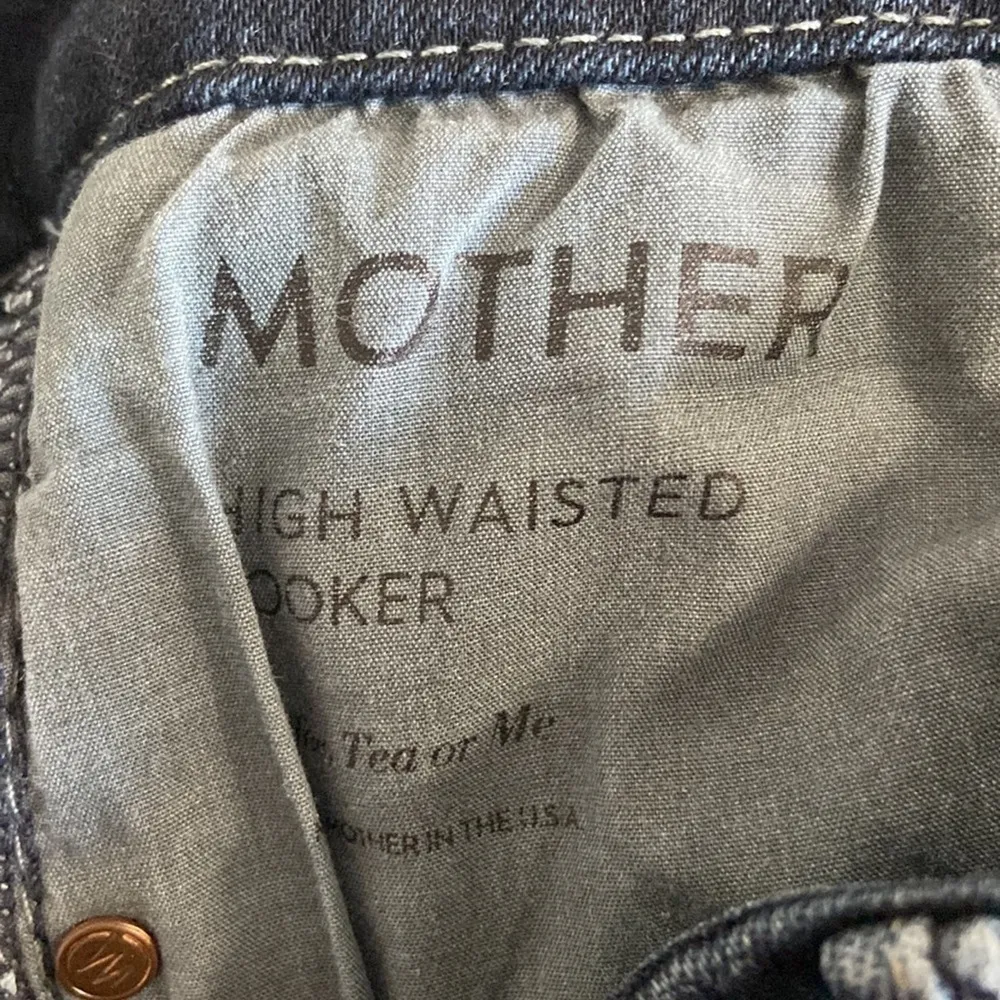 MOTHER
HIGH WAISTED
OOKER
Tea or Me
MOTHER IN THE U.S.A.